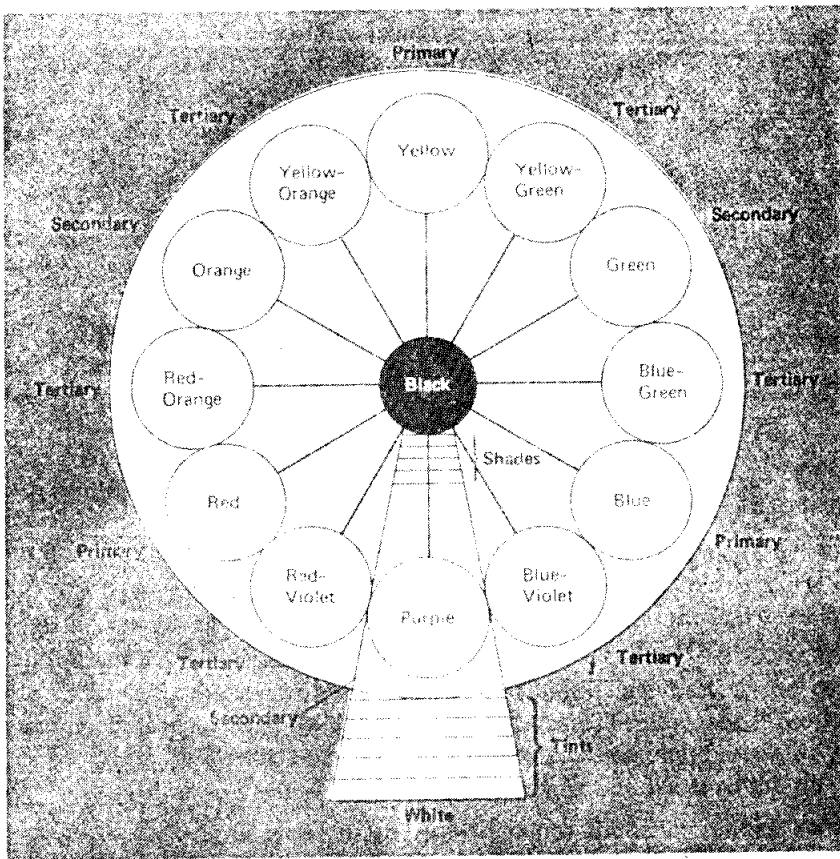 Primary
Tertiary
Tertiary
Yellow
Yellow-
Orange
Yellow-
Green
Secondary
Secondary
Orange
Green
Tertiary
Red-
Orange
Black
Blue-
Green
Tertiary
Shades
Red
Blue
Primary
Primary
Red-
Violet
Purple
Blue-
Violet
Tertiary
Tertiary
Secondary
Tints
White